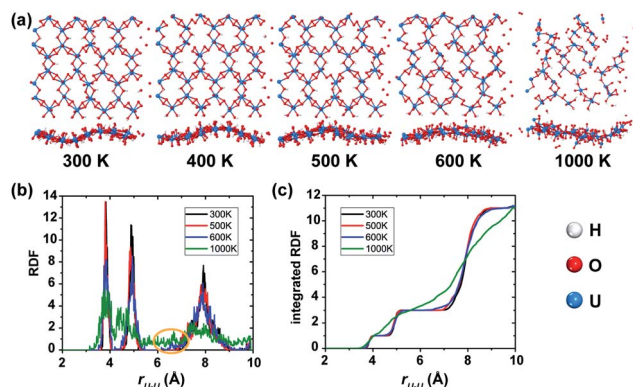 (a)
300 K 400 K 500 K 600 K 1000 K
(b)
14
12
10
8
6
4
2
0
RDF
300K
500K
600K
1000K
2 4 6 8 10
rU-U (Å)
(c)
12
10
8
6
4
2
0
integrated RDF
300K
500K
600K
1000K
2 4 6 8 10
rU-U (Å)
H
O
U